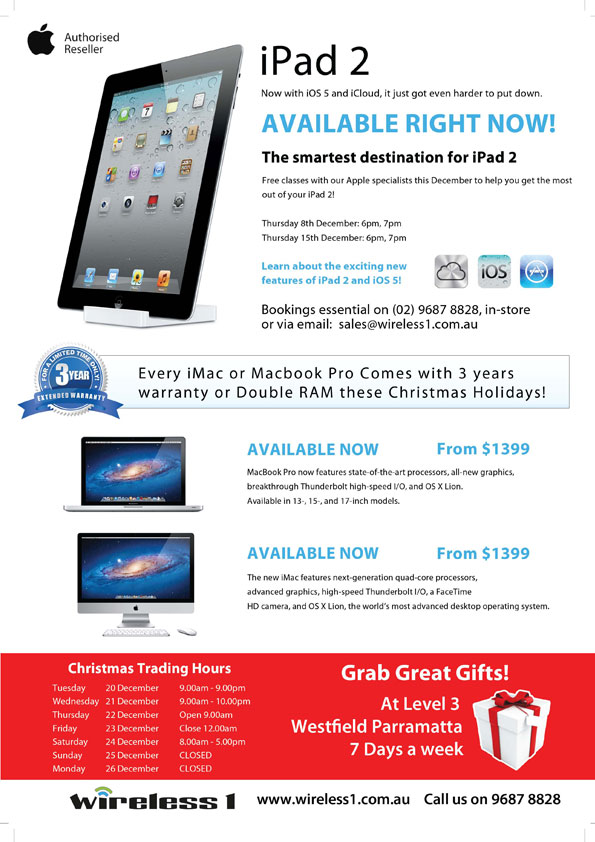 Authorised
Reseller
iPad 2
Now with iOS 5 and iCloud, it just got even harder to put down.
AVAILABLE RIGHT NOW!
The smartest destination for iPad 2
Free classes with our Apple specialists this December to help you get the most
out of your iPad 2!
Thursday 8th December: 6pm, 7pm
Thursday 15th December: 6pm, 7pm
Learn about the exciting new
features of iPad 2 and iOS 5!
iOS
Bookings essential on (02) 9687 8828, in-store
or via email: sales@wireless1.com.au
FOR A LIMITED TIME ONLY!
3 YEAR
EXTENDED WARRANTY
Every iMac or Macbook Pro Comes with 3 years
warranty or Double RAM these Christmas Holidays!
AVAILABLE NOW From $1399
MacBook Pro now features state-of-the-art processors, all-new graphics,
breakthrough Thunderbolt high-speed I/O, and OS X Lion.
Available in 13-, 15-, and 17-inch models.
AVAILABLE NOW From $1399
The new iMac features next-generation quad-core processors,
advanced graphics, high-speed Thunderbolt I/O, a FaceTime
HD camera, and OS X Lion, the world's most advanced desktop operating system.
Christmas Trading Hours
Tuesday 20 December 9.00am - 9.00pm
Wednesday 21 December 9.00am - 10.00pm
Thursday 22 December Open 9.00am
Friday 23 December Close 12.00am
Saturday 24 December 8.00am - 5.00pm
Sunday 25 December CLOSED
Monday 26 December CLOSED
Grab Great Gifts!
At Level 3
Westfield Parramatta
7 Days a week
wireless 1 www.wireless1.com.au Call us on 9687 8828